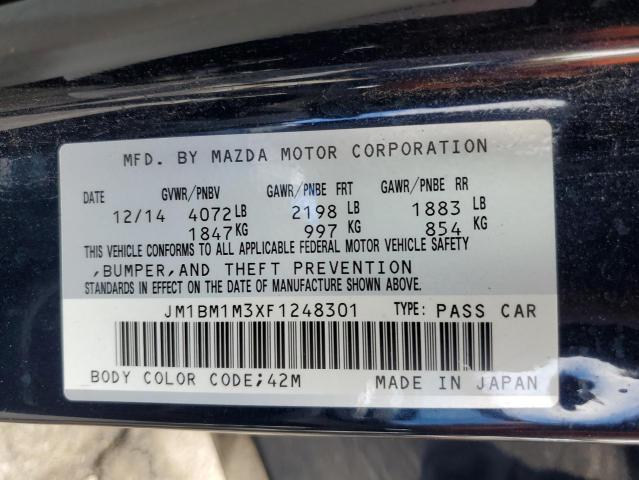 MFD. BY MAZDA MOTOR CORPORATION
DATE GVWR/PNBV GAWR/PNBE FRT GAWR/PNBE RR
12/14 4072 LB 2198 LB 1883 LB
1847 KG 997 KG 854 KG
THIS VEHICLE CONFORMS TO ALL APPLICABLE FEDERAL MOTOR VEHICLE SAFETY
,BUMPER,AND THEFT PREVENTION
STANDARDS IN EFFECT ON THE DATE OF MANUFACTURE SHOWN ABOVE.
JM1BM1M3XF1248301 TYPE: PASS CAR
BODY COLOR CODE;42M MADE IN JAPAN